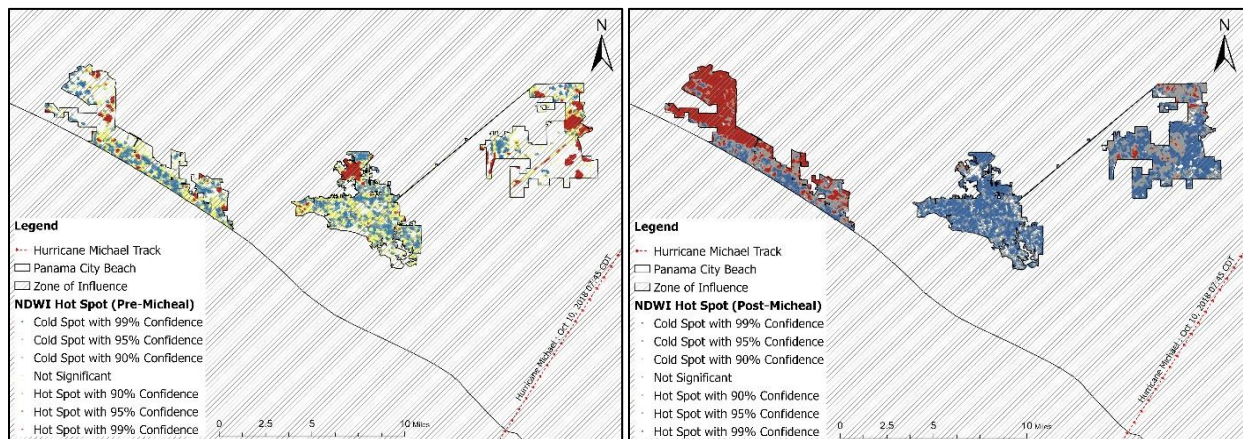 N
Legend
Hurricane Michael Track
Panama City Beach
Zone of Influence
NDWI Hot Spot (Pre-Micheal)
Cold Spot with 99% Confidence
Cold Spot with 95% Confidence
Cold Spot with 90% Confidence
Not Significant
Hot Spot with 90% Confidence
Hot Spot with 95% Confidence
Hot Spot with 99% Confidence
Hurricane Michael : Oct 10, 2018 07:45 CDT
0 2.5 5 10 Miles
N
Legend
Hurricane Michael Track
Panama City Beach
Zone of Influence
NDWI Hot Spot (Post-Micheal)
Cold Spot with 99% Confidence
Cold Spot with 95% Confidence
Cold Spot with 90% Confidence
Not Significant
Hot Spot with 90% Confidence
Hot Spot with 95% Confidence
Hot Spot with 99% Confidence
Hurricane Michael : Oct 10, 2018 07:45 CDT
0 2.5 5 10 Miles